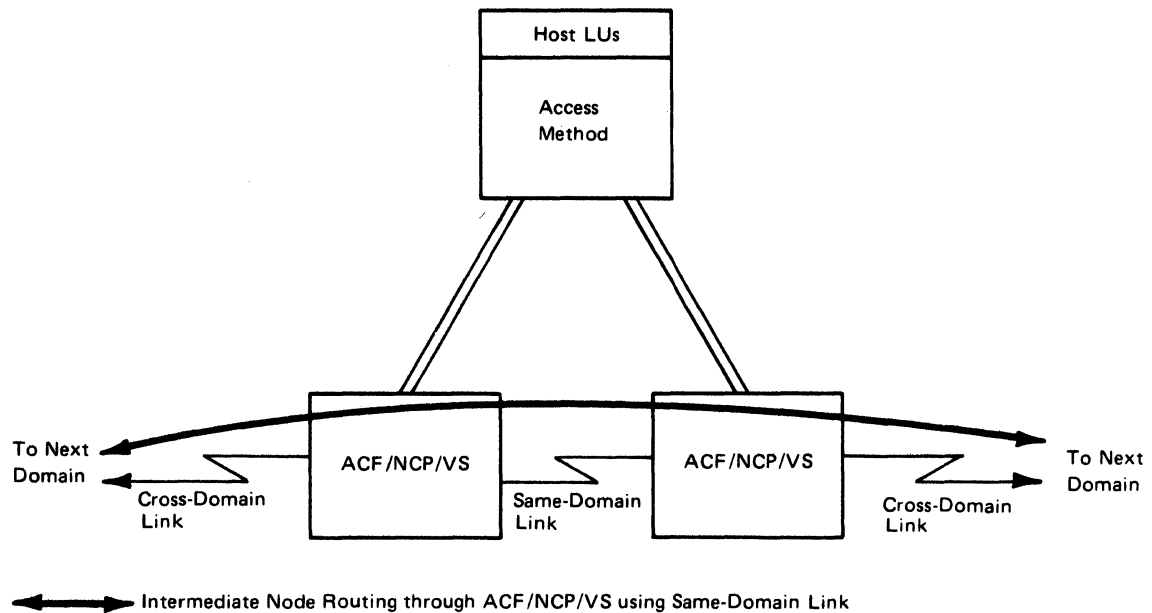 Host LUs
Access
Method
To Next
Domain
ACF/NCP/VS
ACF/NCP/VS
To Next
Domain
Cross-Domain
Link
Same-Domain
Link
Cross-Domain
Link
Intermediate Node Routing through ACF/NCP/VS using Same-Domain Link